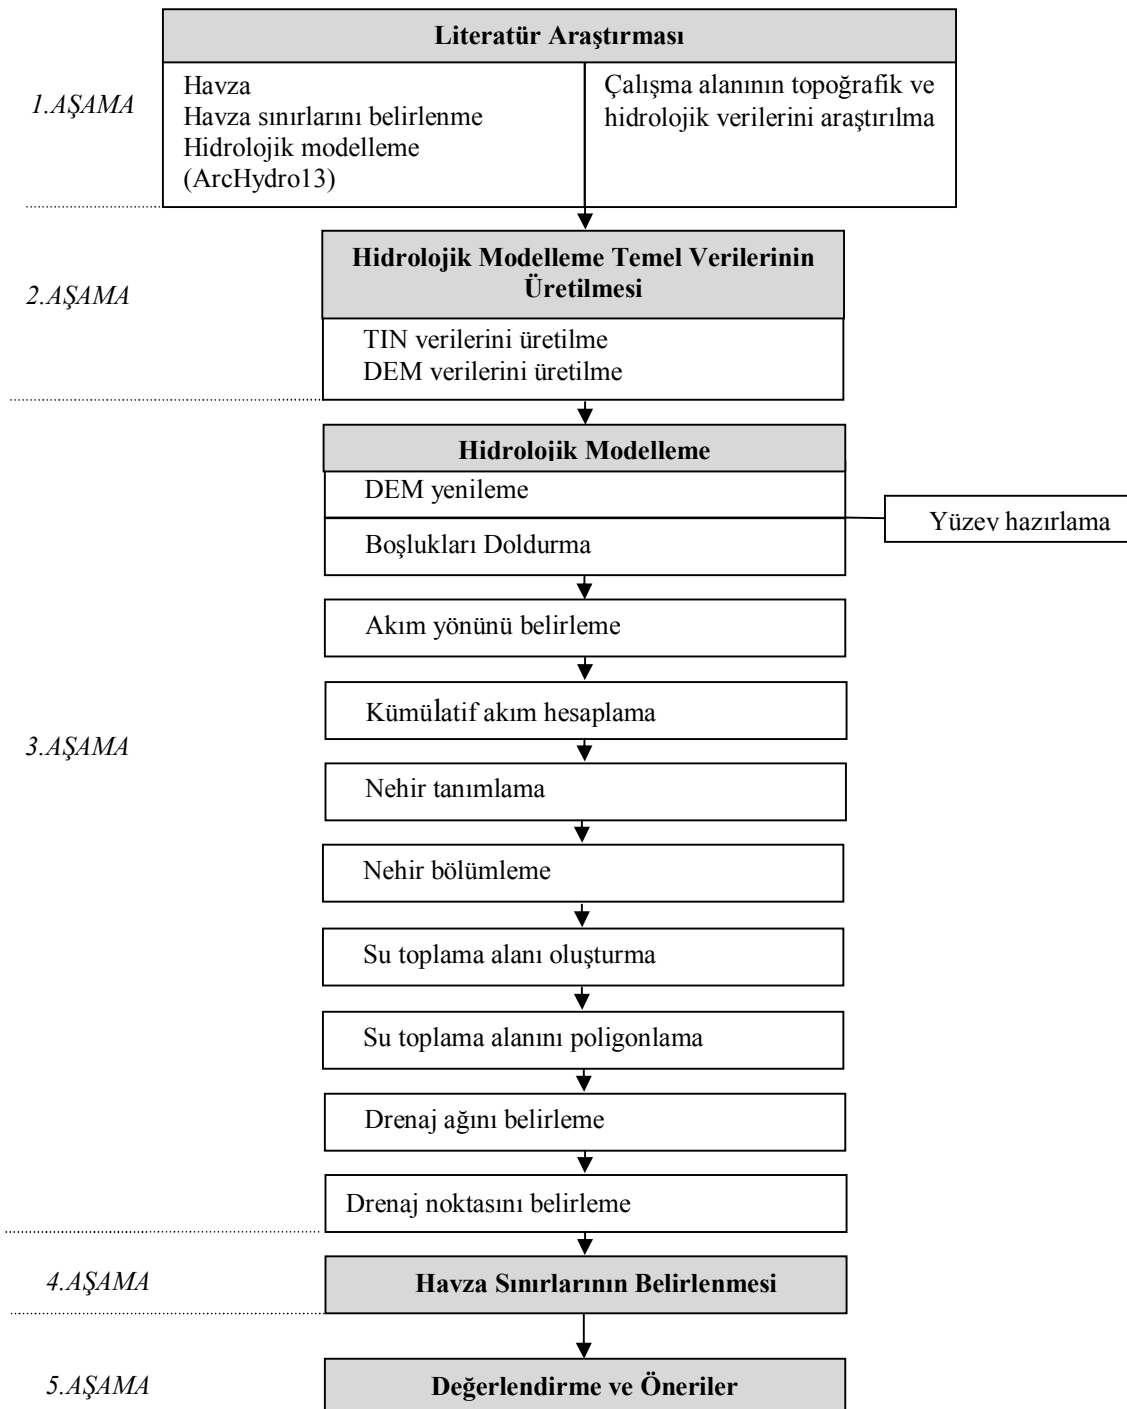 Literatür Araştırması
1.AŞAMA
Havza
Havza sınırlarını belirlenme
Hidrolojik modelleme
(ArcHydro13)
Çalışma alanının topoğrafik ve
hidrolojik verilerini araştırılma
2.AŞAMA
Hidrolojik Modelleme Temel Verilerinin
Üretilmesi
TIN verilerini üretilme
DEM verilerini üretilme
3.AŞAMA
Hidrolojik Modelleme
DEM yenileme
Yüzey hazırlama
Boşlukları Doldurma
Akım yönünü belirleme
Kümülatif akım hesaplama
Nehir tanımlama
Nehir bölümleme
Su toplama alanı oluşturma
Su toplama alanını poligonlama
Drenaj ağını belirleme
Drenaj noktasını belirleme
4.AŞAMA
Havza Sınırlarının Belirlenmesi
5.AŞAMA
Değerlendirme ve Öneriler